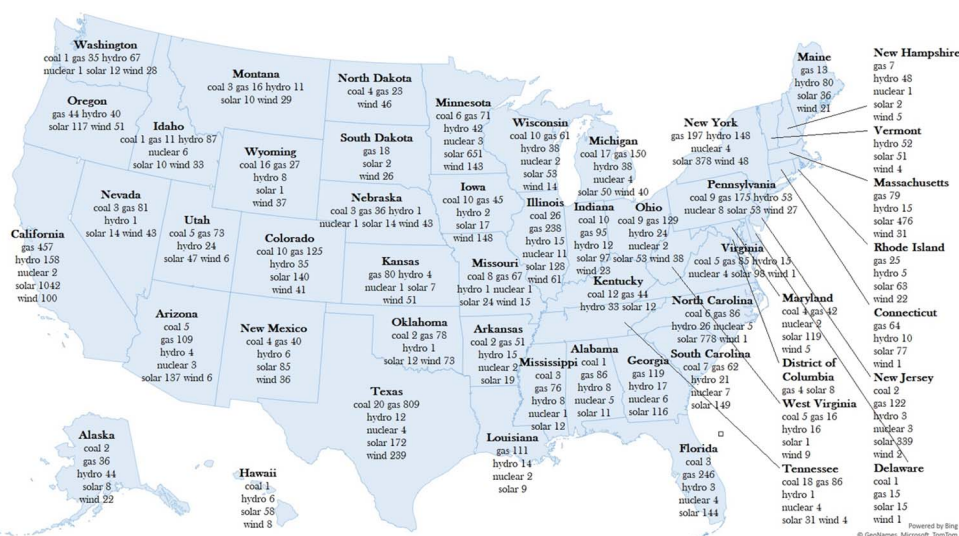 Washington
coal 1 gas 35 hydro 67
nuclear 1 solar 12 wind 28
Oregon
gas 44 hydro 40
solar 117 wind 51
Idaho
coal 1 gas 11 hydro 87
nuclear 6
solar 10 wind 33
Montana
coal 3 gas 16 hydro 11
solar 10 wind 29
North Dakota
coal 4 gas 23
wind 46
South Dakota
gas 18
solar 2
wind 26
Wyoming
coal 16 gas 27
hydro 8
solar 1
wind 37
Nebraska
coal 3 gas 36 hydro 1
nuclear 1 solar 14 wind 43
Nevada
coal 3 gas 81
hydro 1
solar 14 wind 43
Utah
coal 5 gas 73
hydro 24
solar 47 wind 6
Colorado
coal 10 gas 125
hydro 35
solar 140
wind 41
California
gas 457
hydro 158
nuclear 2
solar 1042
wind 100
Kansas
gas 80 hydro 4
nuclear 1 solar 7
wind 51
Arizona
coal 5
gas 109
hydro 4
nuclear 3
solar 137 wind 6
New Mexico
coal 4 gas 40
hydro 6
solar 85
wind 36
Oklahoma
coal 2 gas 78
hydro 1
solar 12 wind 73
Texas
coal 20 gas 809
hydro 12
nuclear 4
solar 172
wind 239
Alaska
coal 2
gas 36
hydro 44
solar 8
wind 22
Hawaii
coal 1
hydro 6
solar 58
wind 8
Minnesota
coal 6 gas 71
hydro 42
nuclear 3
solar 651
wind 143
Iowa
coal 10 gas 45
hydro 2
solar 17
wind 148
Missouri
coal 8 gas 67
hydro 1 nuclear 1
solar 24 wind 15
Arkansas
coal 2 gas 51
hydro 15
nuclear 2
solar 19
Louisiana
gas 111
hydro 14
nuclear 2
solar 9
Wisconsin
coal 10 gas 61
hydro 38
nuclear 2
solar 53
wind 14
Illinois
coal 26
gas 238
hydro 15
nuclear 11
solar 128
wind 61
Michigan
coal 17 gas 150
hydro 38
nuclear 4
solar 50 wind 40
Indiana
coal 10
gas 95
hydro 12
solar 97
wind 23
Ohio
coal 9 gas 129
hydro 24
nuclear 2
solar 53 wind 38
Kentucky
coal 12 gas 44
hydro 33 solar 12
Mississippi
coal 3
gas 76
hydro 8
nuclear 1
solar 12
Alabama
coal 1
gas 86
hydro 8
nuclear 5
solar 11
Georgia
gas 119
hydro 17
nuclear 6
solar 116
Florida
coal 3
gas 246
hydro 3
nuclear 4
solar 144
South Carolina
coal 7 gas 62
hydro 21
nuclear 7
solar 149
North Carolina
coal 6 gas 86
hydro 26 nuclear 5
solar 778 wind 1
Virginia
coal 5 gas 85 hydro 15
nuclear 4 solar 98 wind 1
Pennsylvania
coal 9 gas 175 hydro 53
nuclear 8 solar 53 wind 27
New York
gas 197 hydro 148
nuclear 4
solar 378 wind 48
Maine
gas 13
hydro 80
solar 36
wind 21
New Hampshire
gas 7
hydro 48
nuclear 1
solar 2
wind 5
Vermont
hydro 52
solar 51
wind 4
Massachusetts
gas 79
hydro 15
solar 476
wind 31
Rhode Island
gas 25
hydro 5
solar 63
wind 22
Connecticut
gas 64
hydro 10
solar 77
wind 1
New Jersey
coal 2
gas 122
hydro 3
nuclear 3
solar 339
wind 2
Delaware
coal 1
gas 15
solar 15
wind 1
Maryland
coal 4 gas 42
nuclear 2
solar 119
wind 5
District of
Columbia
gas 4 solar 8
West Virginia
coal 5 gas 16
hydro 16
solar 1
wind 9
Tennessee
coal 18 gas 86
hydro 1
nuclear 4
solar 31 wind 4
Powered by Bing
© GeoNames, Microsoft, TomTom